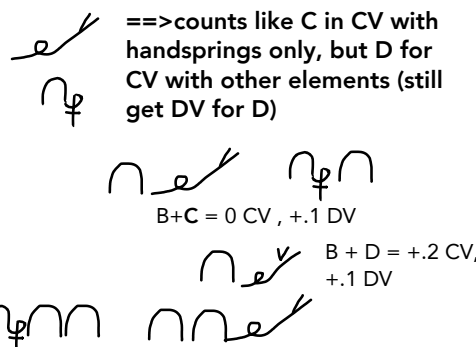 ==>counts like C in CV with
handsprings only, but D for
CV with other elements (still
get DV for D)
B+C = 0 CV , +.1 DV
B + D = +.2 CV,
+.1 DV